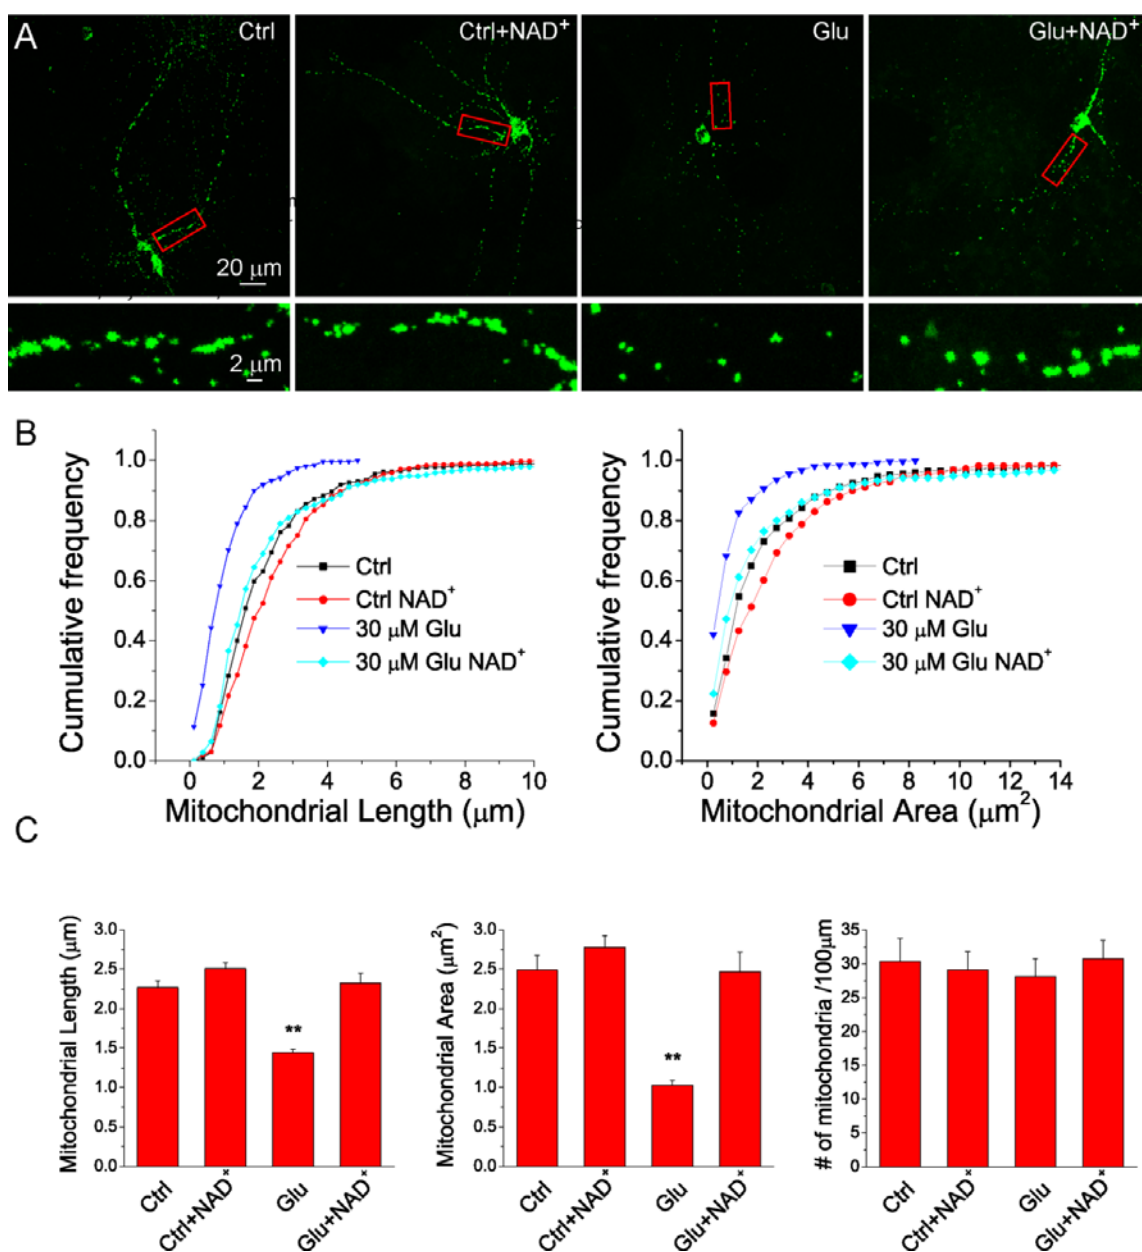 A
Ctrl
Ctrl+NAD⁺
Glu
Glu+NAD⁺
20 μm
2 μm
B
Cumulative frequency
1.0
0.8
0.6
0.4
0.2
0.0
Ctrl
Ctrl NAD⁺
30 μM Glu
30 μM Glu NAD⁺
0 2 4 6 8 10
Mitochondrial Length (μm)
Cumulative frequency
1.0
0.8
0.6
0.4
0.2
0.0
Ctrl
Ctrl NAD⁺
30 μM Glu
30 μM Glu NAD⁺
0 2 4 6 8 10 12 14
Mitochondrial Area (μm²)
C
Mitochondrial Length (μm)
3.0
2.5
2.0
1.5
1.0
0.5
0.0
**
Ctrl
Ctrl+NAD⁺
Glu
Glu+NAD⁺
Mitochondrial Area (μm²)
3.0
2.5
2.0
1.5
1.0
0.5
0.0
**
Ctrl
Ctrl+NAD⁺
Glu
Glu+NAD⁺
# of mitochondria /100μm
35
30
25
20
15
10
5
0
Ctrl
Ctrl+NAD⁺
Glu
Glu+NAD⁺